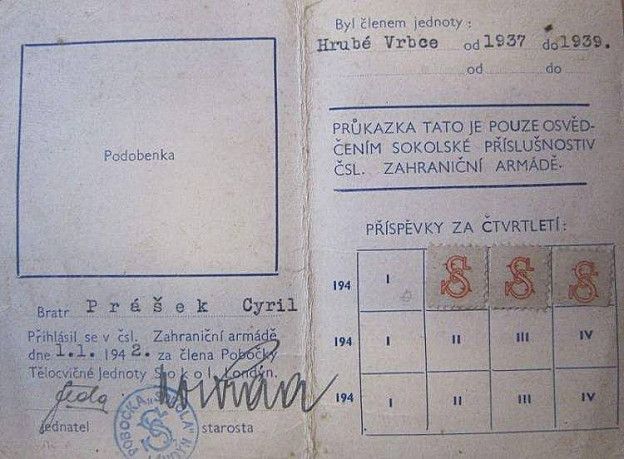 Podobenka
Bratr Prášek Cyril
Přihlásil se v čsl. Zahraniční armádě
dne 1.1. 1942. za člena Pobočky
Tělocvičné Jednoty Sokol Londýn.
jednatel starosta
POBOČKA „SOKOLA"
Byl členem jednoty:
Hrubé Vrbce od 1937 do 1939.
od do
PRŮKAZKA TATO JE POUZE OSVĚD-
ČENÍM SOKOLSKÉ PŘÍSLUŠNOSTI V
ČSL. ZAHRANIČNÍ ARMÁDĚ.
PŘÍSPĚVKY ZA ČTVRTLETÍ:
194 I S S S
194 I II III IV
194 I II III IV